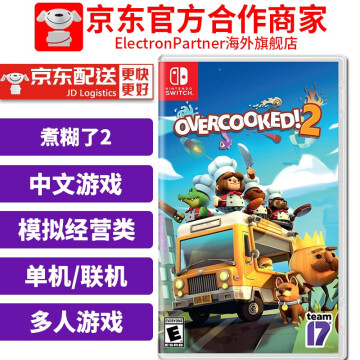 京东官方合作商家
ElectronPartner海外旗舰店
京东配送
更快
更好
JD Logistics
煮糊了2
中文游戏
模拟经营类
单机/联机
多人游戏
NINTENDO
SWITCH
OVERCOOKED!2
EVERYONE
E
ESRB
team
17